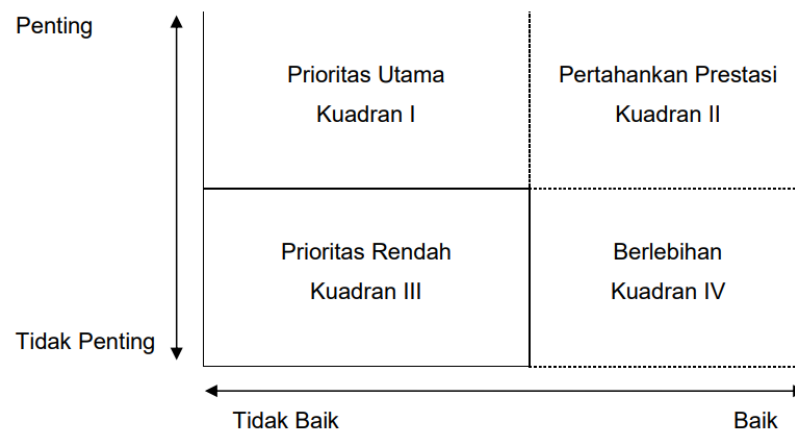 Penting
Prioritas Utama
Kuadran I
Pertahankan Prestasi
Kuadran II
Prioritas Rendah
Kuadran III
Berlebihan
Kuadran IV
Tidak Penting
Tidak Baik
Baik